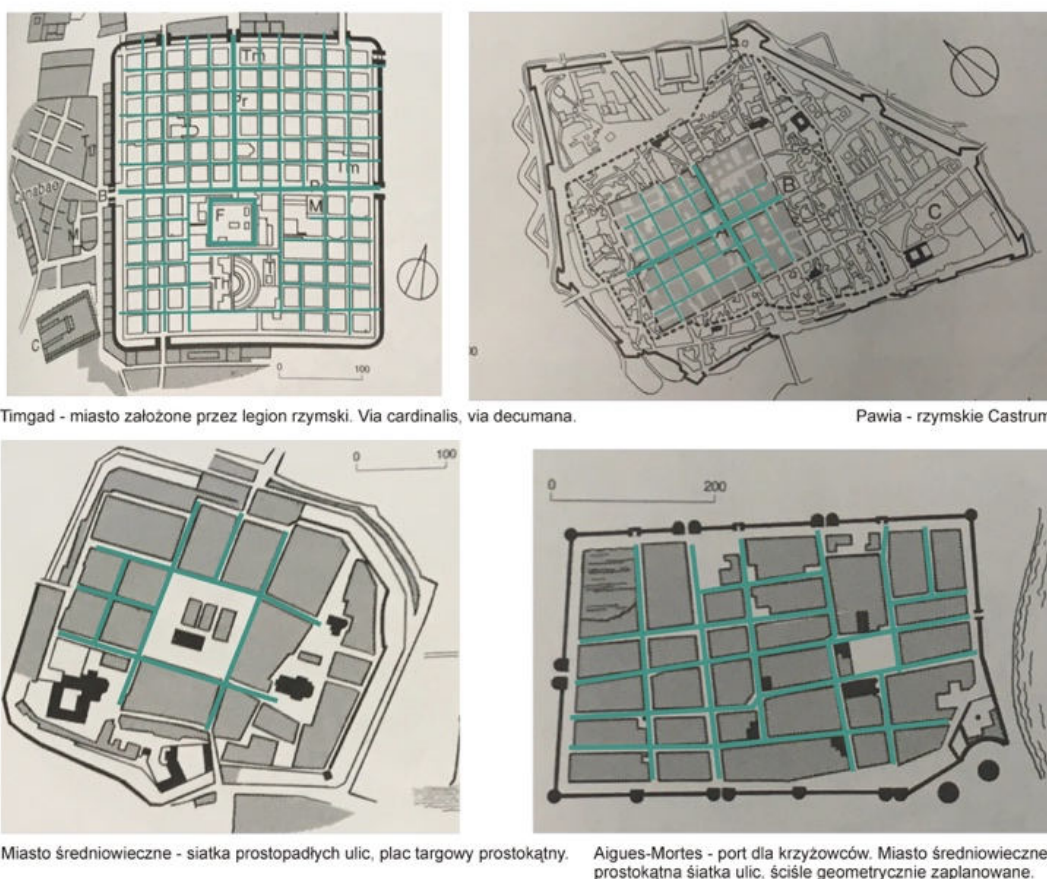 Tm
Pr
Tm
B
M
F
M
Th
C
0 100
B
C
Timgad - miasto założone przez legion rzymski. Via cardinalis, via decumana.
Pawia - rzymskie Castrum
0 100
0 200
Miasto średniowieczne - siatka prostopadłych ulic, plac targowy prostokątny.
Aigues-Mortes - port dla krzyżowców. Miasto średniowieczne
prostokątna śiatka ulic, ściśle geometrycznie zaplanowane.